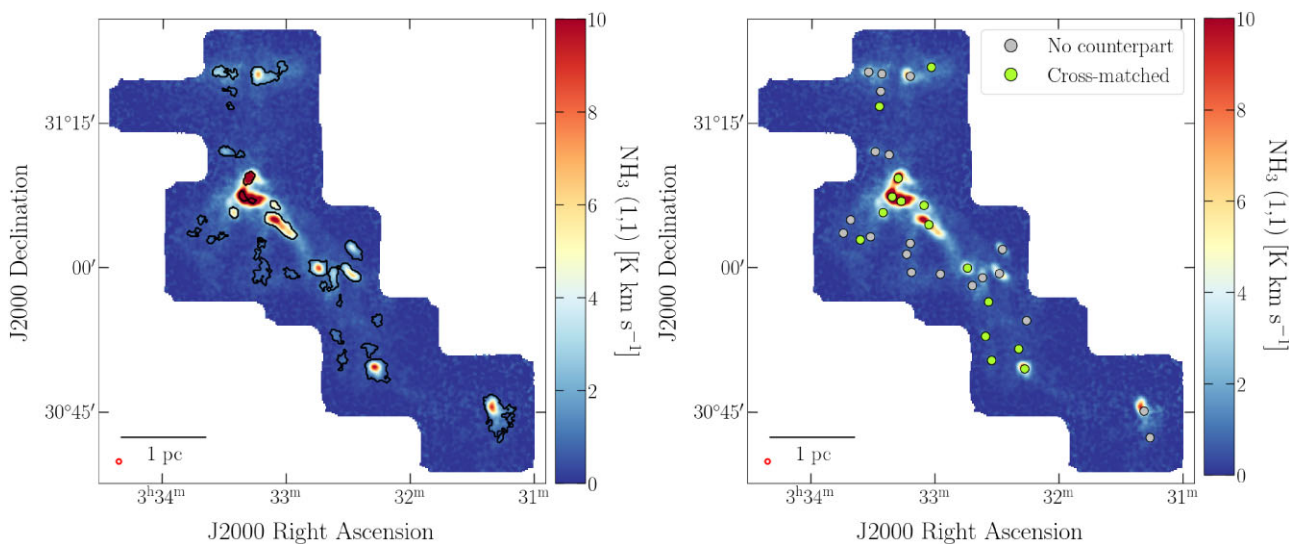 31°15′
00′
30°45′
J2000 Declination
1 pc
3ʰ34ᵐ
33ᵐ
32ᵐ
31ᵐ
J2000 Right Ascension
10
8
6
4
2
0
NH₃ (1,1) [K km s⁻¹]
No counterpart
Cross-matched
31°15′
00′
30°45′
J2000 Declination
1 pc
3ʰ34ᵐ
33ᵐ
32ᵐ
31ᵐ
J2000 Right Ascension
10
8
6
4
2
0
NH₃ (1,1) [K km s⁻¹]